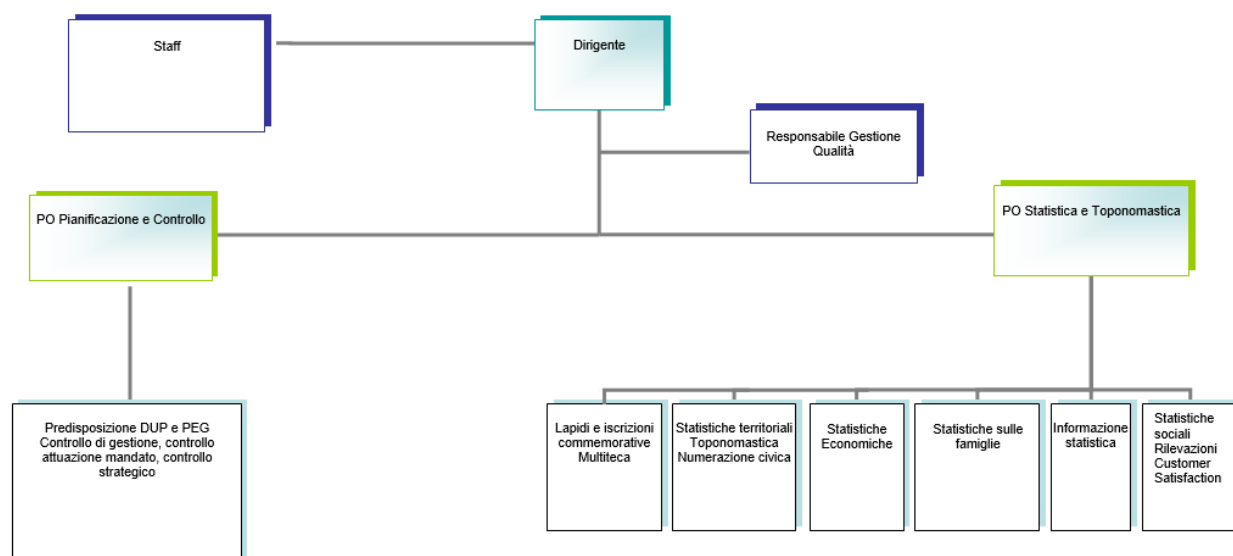 Staff
Dirigente
Responsabile Gestione
Qualità
PO Pianificazione e Controllo
PO Statistica e Toponomastica
Predisposizione DUP e PEG
Controllo di gestione, controllo
attuazione mandato, controllo
strategico
Lapidi e iscrizioni
commemorative
Multiteca
Statistiche territoriali
Toponomastica
Numerazione civica
Statistiche
Economiche
Statistiche sulle
famiglie
Informazione
statistica
Statistiche
sociali
Rilevazioni
Customer
Satisfaction